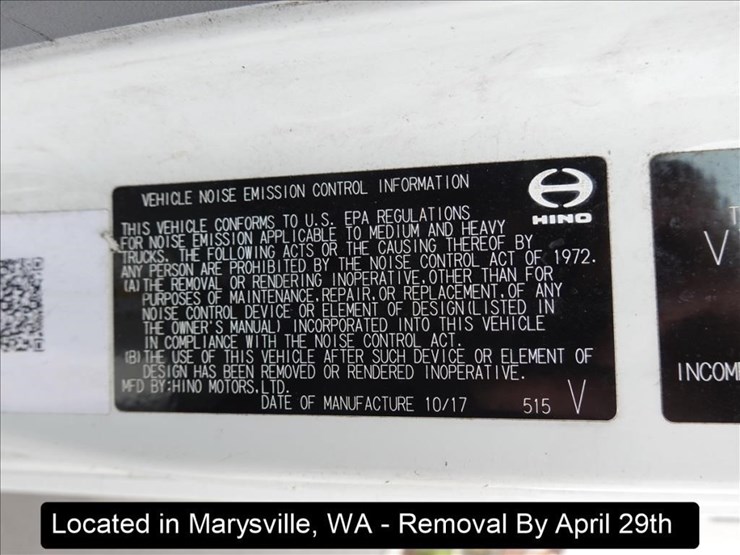 VEHICLE NOISE EMISSION CONTROL INFORMATION
HINO
THIS VEHICLE CONFORMS TO U.S. EPA REGULATIONS
FOR NOISE EMISSION APPLICABLE TO MEDIUM AND HEAVY
TRUCKS. THE FOLLOWING ACTS OR THE CAUSING THEREOF BY
ANY PERSON ARE PROHIBITED BY THE NOISE CONTROL ACT OF 1972.
(A) THE REMOVAL OR RENDERING INOPERATIVE, OTHER THAN FOR
PURPOSES OF MAINTENANCE, REPAIR, OR REPLACEMENT, OF ANY
NOISE CONTROL DEVICE OR ELEMENT OF DESIGN (LISTED IN
THE OWNER'S MANUAL) INCORPORATED INTO THIS VEHICLE
IN COMPLIANCE WITH THE NOISE CONTROL ACT.
(B) THE USE OF THIS VEHICLE AFTER SUCH DEVICE OR ELEMENT OF
DESIGN HAS BEEN REMOVED OR RENDERED INOPERATIVE.
MFD BY:HINO MOTORS,LTD.
DATE OF MANUFACTURE 10/17 515 V
T
V
INCOM
Located in Marysville, WA - Removal By April 29th